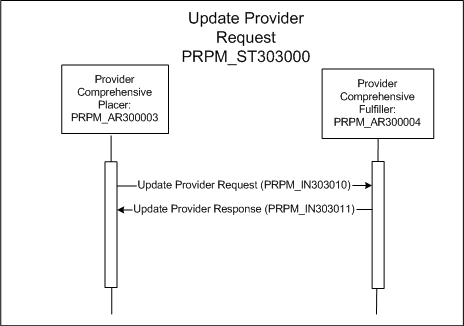 Update Provider
Request
PRPM_ST303000
Provider
Comprehensive
Placer:
PRPM_AR300003
Provider
Comprehensive
Fulfiller:
PRPM_AR300004
Update Provider Request (PRPM_IN303010)
Update Provider Response (PRPM_IN303011)